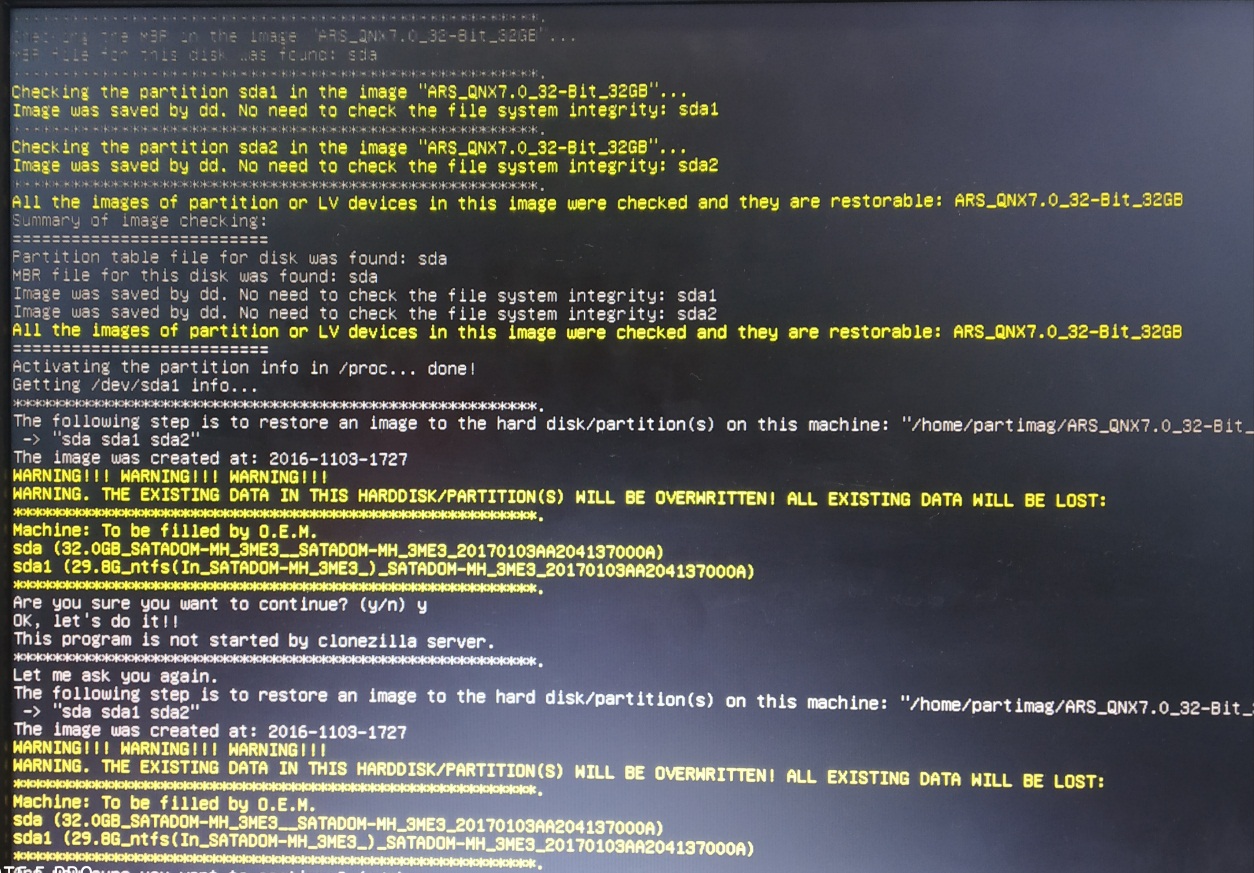 *****************************************************.
the MBR in the image "ARS_QNX7.0_32-Bit_32GB"...
MBR file for this disk was found: sda
*****************************************************.
Checking the partition sda1 in the image "ARS_QNX7.0_32-Bit_32GB"...
Image was saved by dd. No need to check the file system integrity: sda1
*****************************************************.
Checking the partition sda2 in the image "ARS_QNX7.0_32-Bit_32GB"...
Image was saved by dd. No need to check the file system integrity: sda2
*****************************************************.
All the images of partition or LV devices in this image were checked and they are restorable: ARS_QNX7.0_32-Bit_32GB
Summary of image checking:
==========================
Partition table file for disk was found: sda
MBR file for this disk was found: sda
Image was saved by dd. No need to check the file system integrity: sda1
Image was saved by dd. No need to check the file system integrity: sda2
All the images of partition or LV devices in this image were checked and they are restorable: ARS_QNX7.0_32-Bit_32GB
==========================
Activating the partition info in /proc... done!
Getting /dev/sda1 info...
*****************************************************.
The following step is to restore an image to the hard disk/partition(s) on this machine: "/home/partimag/ARS_QNX7.0_32-Bit_
-> "sda sda1 sda2"
The image was created at: 2016-1103-1727
WARNING!!! WARNING!!! WARNING!!!
WARNING. THE EXISTING DATA IN THIS HARDDISK/PARTITION(S) WILL BE OVERWRITTEN! ALL EXISTING DATA WILL BE LOST:
*****************************************************.
Machine: To be filled by O.E.M.
sda (32.0GB_SATADOM-MH_3ME3__SATADOM-MH_3ME3_20170103AA204137000A)
sda1 (29.8G_ntfs(In_SATADOM-MH_3ME3_)_SATADOM-MH_3ME3_20170103AA204137000A)
*****************************************************.
Are you sure you want to continue? (y/n) y
OK, let's do it!!
This program is not started by clonezilla server.
*****************************************************.
Let me ask you again.
The following step is to restore an image to the hard disk/partition(s) on this machine: "/home/partimag/ARS_QNX7.0_32-Bit_
-> "sda sda1 sda2"
The image was created at: 2016-1103-1727
WARNING!!! WARNING!!! WARNING!!!
WARNING. THE EXISTING DATA IN THIS HARDDISK/PARTITION(S) WILL BE OVERWRITTEN! ALL EXISTING DATA WILL BE LOST:
*****************************************************.
Machine: To be filled by O.E.M.
sda (32.0GB_SATADOM-MH_3ME3__SATADOM-MH_3ME3_20170103AA204137000A)
sda1 (29.8G_ntfs(In_SATADOM-MH_3ME3_)_SATADOM-MH_3ME3_20170103AA204137000A)
*****************************************************.